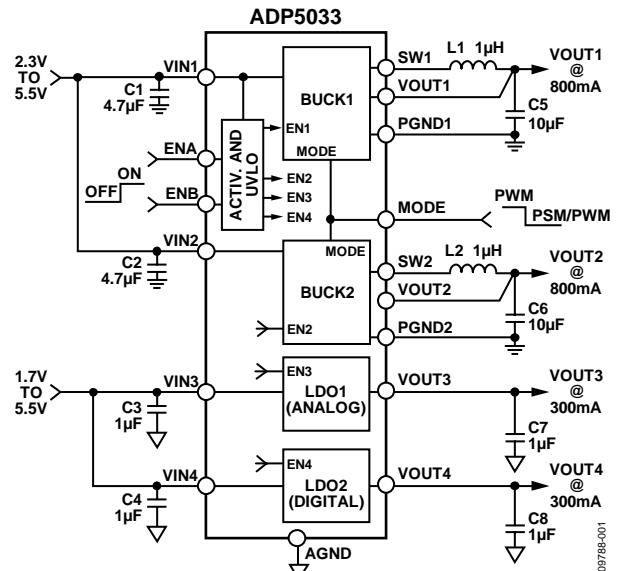 ADP5033
2.3V
TO
5.5V
C1
4.7µF
VIN1
BUCK1
MODE
SW1
L1 1µH
VOUT1
@
800mA
VOUT1
C5
10µF
PGND1
ENA
ON
OFF
ENB
ACTIV. AND
UVLO
EN1
EN2
EN3
EN4
MODE
PWM
PSM/PWM
VIN2
C2
4.7µF
MODE
BUCK2
EN2
SW2
L2 1µH
VOUT2
@
800mA
VOUT2
C6
10µF
PGND2
1.7V
TO
5.5V
VIN3
C3
1µF
EN3
LDO1
(ANALOG)
VOUT3
VOUT3
@
300mA
C7
1µF
VIN4
C4
1µF
EN4
LDO2
(DIGITAL)
VOUT4
VOUT4
@
300mA
C8
1µF
AGND
09788-001